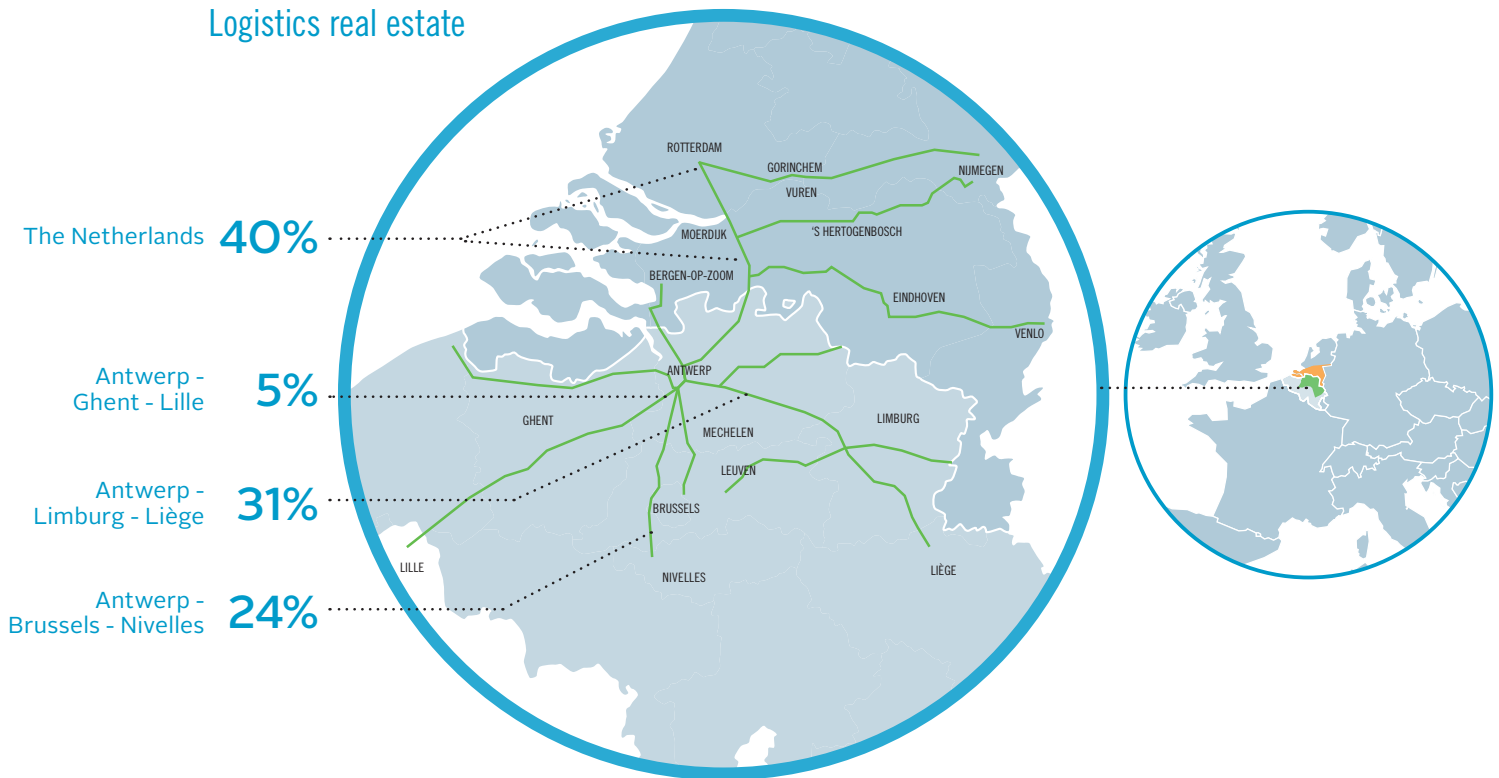 Logistics real estate
The Netherlands 40%
Antwerp -
Ghent - Lille 5%
Antwerp -
Limburg - Liège 31%
Antwerp -
Brussels - Nivelles 24%
ROTTERDAM
GORINCHEM
NIJMEGEN
VUREN
MOERDIJK
'S HERTOGENBOSCH
BERGEN-OP-ZOOM
EINDHOVEN
VENLO
ANTWERP
GHENT
LIMBURG
MECHELEN
LEUVEN
BRUSSELS
LILLE
LIÈGE
NIVELLES